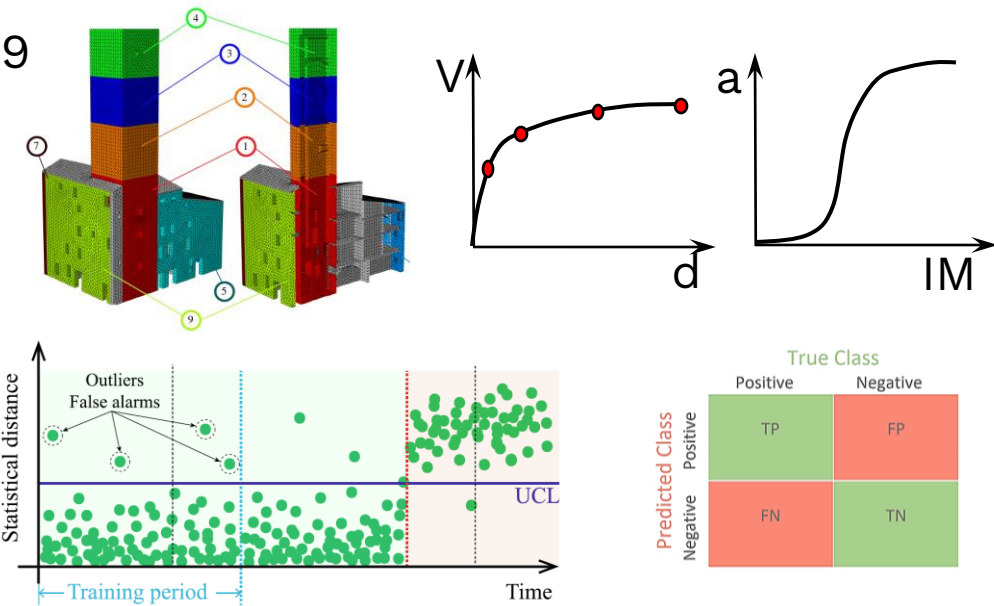 9
4
3
2
1
7
5
9
V
d
a
IM
Statistical distance
Outliers
False alarms
UCL
Training period
Time
True Class
Positive
Negative
Predicted Class
Positive
Negative
TP
FP
FN
TN